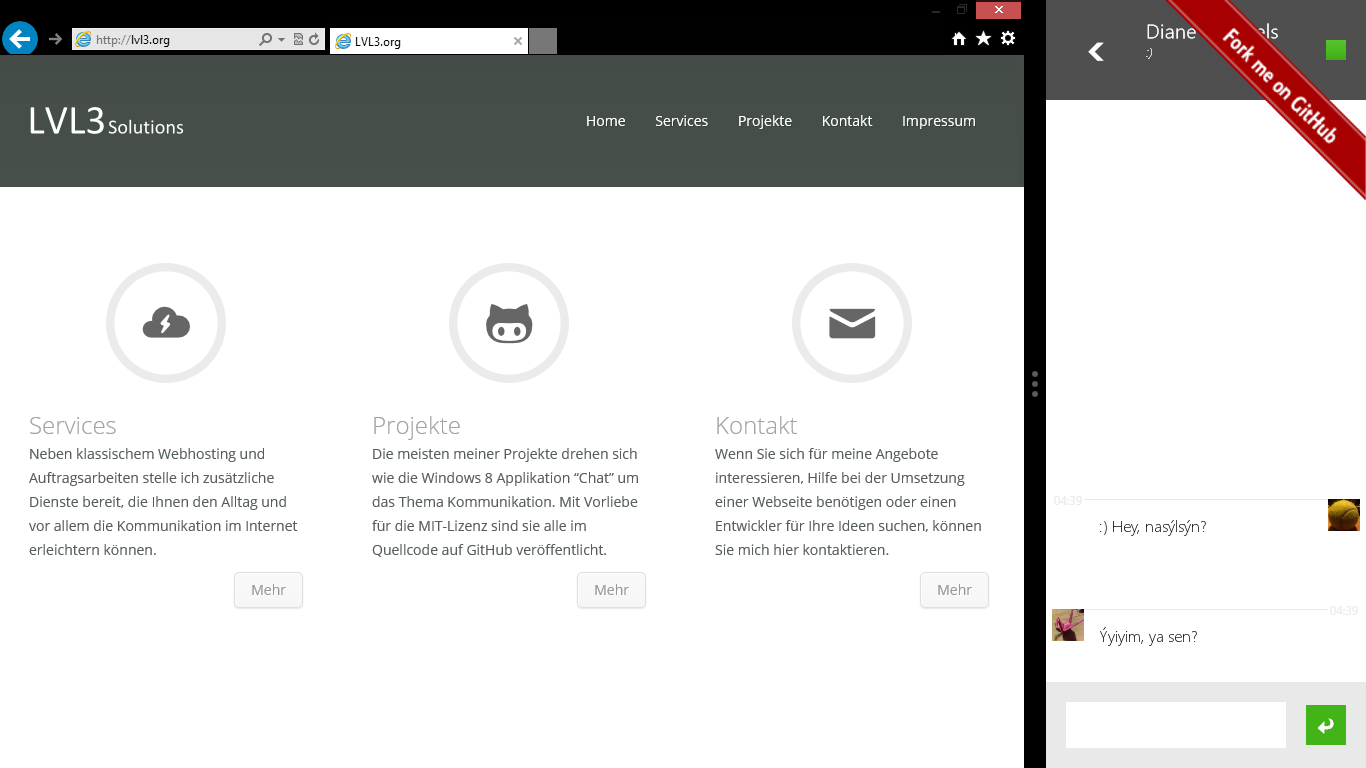 http://lvl3.org
LVL3.org
LVL3 Solutions
Home Services Projekte Kontakt Impressum
Services
Neben klassischem Webhosting und
Auftragsarbeiten stelle ich zusätzliche
Dienste bereit, die Ihnen den Alltag und
vor allem die Kommunikation im Internet
erleichtern können.
Mehr
Projekte
Die meisten meiner Projekte drehen sich
wie die Windows 8 Applikation “Chat” um
das Thema Kommunikation. Mit Vorliebe
für die MIT-Lizenz sind sie alle im
Quellcode auf GitHub veröffentlicht.
Mehr
Kontakt
Wenn Sie sich für meine Angebote
interessieren, Hilfe bei der Umsetzung
einer Webseite benötigen oder einen
Entwickler für Ihre Ideen suchen, können
Sie mich hier kontaktieren.
Mehr
Diane
:)
Fork me on GitHub
04:39
:) Hey, nasýlsýn?
04:39
Ýyiyim, ya sen?